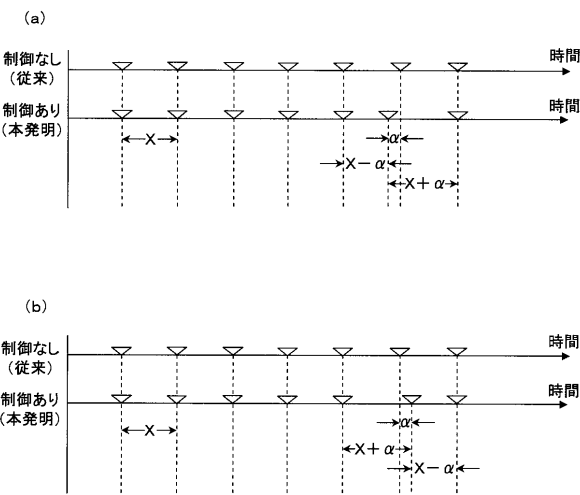 (a)
制御なし
(従来)
時間
制御あり
(本発明)
時間
X
α
X－α
X＋α
(b)
制御なし
(従来)
時間
制御あり
(本発明)
時間
X
α
X＋α
X－α